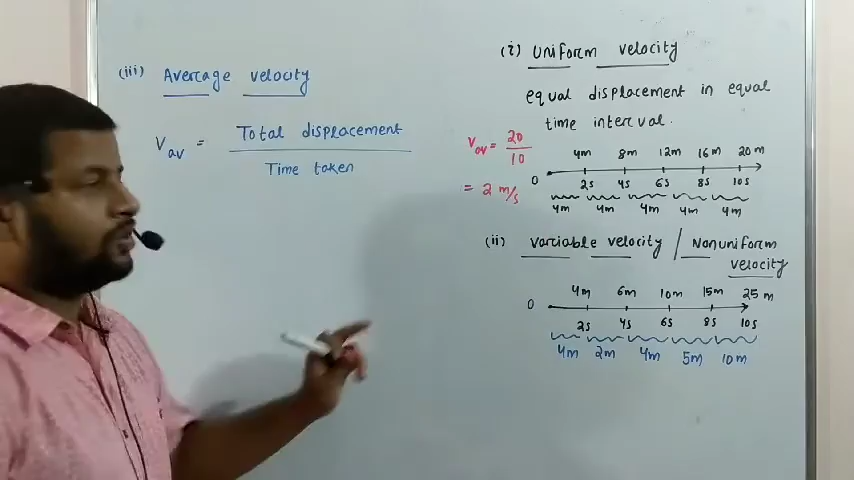 (iii) Average velocity
Vav = Total displacement
Time taken
(i) Uniform velocity
equal displacement in equal
time interval.
Vav = 20
10
= 2 m/s
4m 8m 12m 16m 20m
0
2s 4s 6s 8s 10s
4m 4m 4m 4m 4m
(ii) variable velocity / Nonuniform
velocity
4m 6m 10m 15m 25m
0
2s 4s 6s 8s 10s
4m 2m 4m 5m 10m